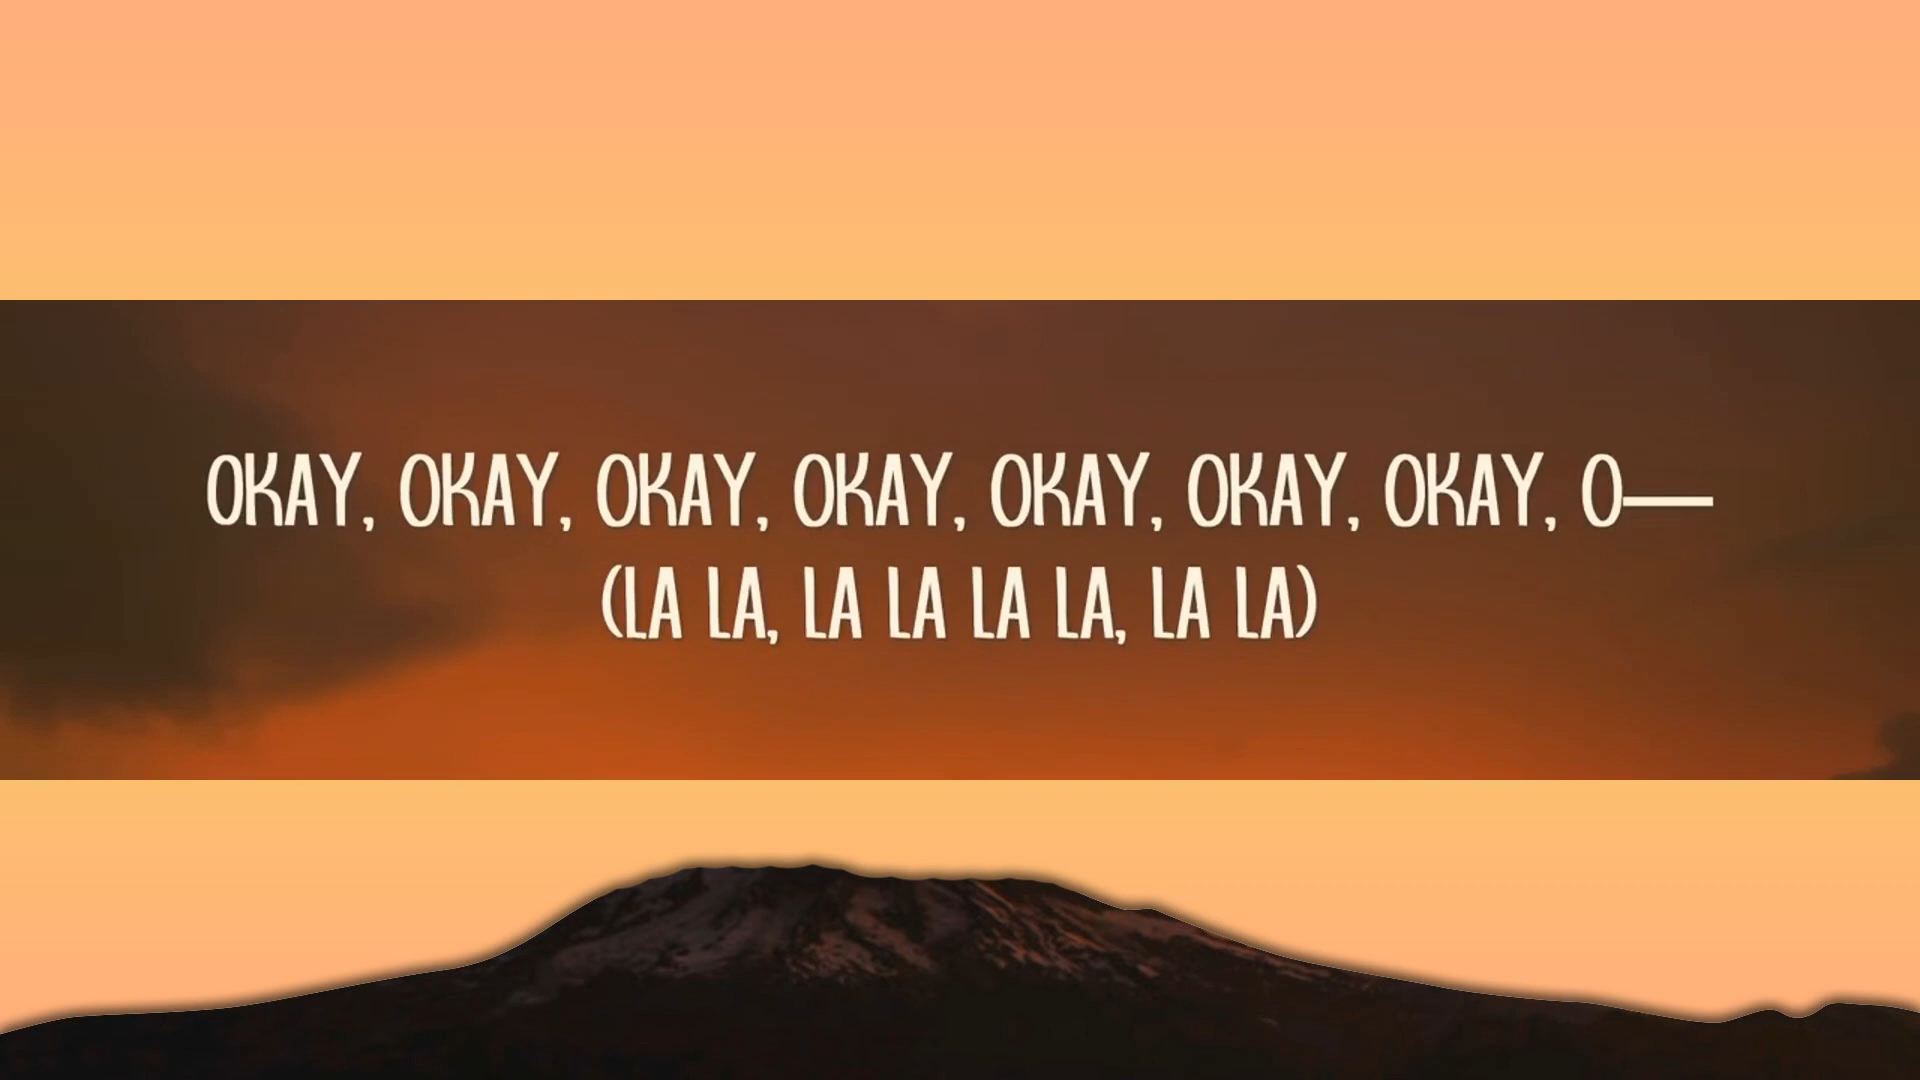 OKAY, OKAY, OKAY, OKAY, OKAY, OKAY, OKAY, O—
(LA LA, LA LA LA LA, LA LA)